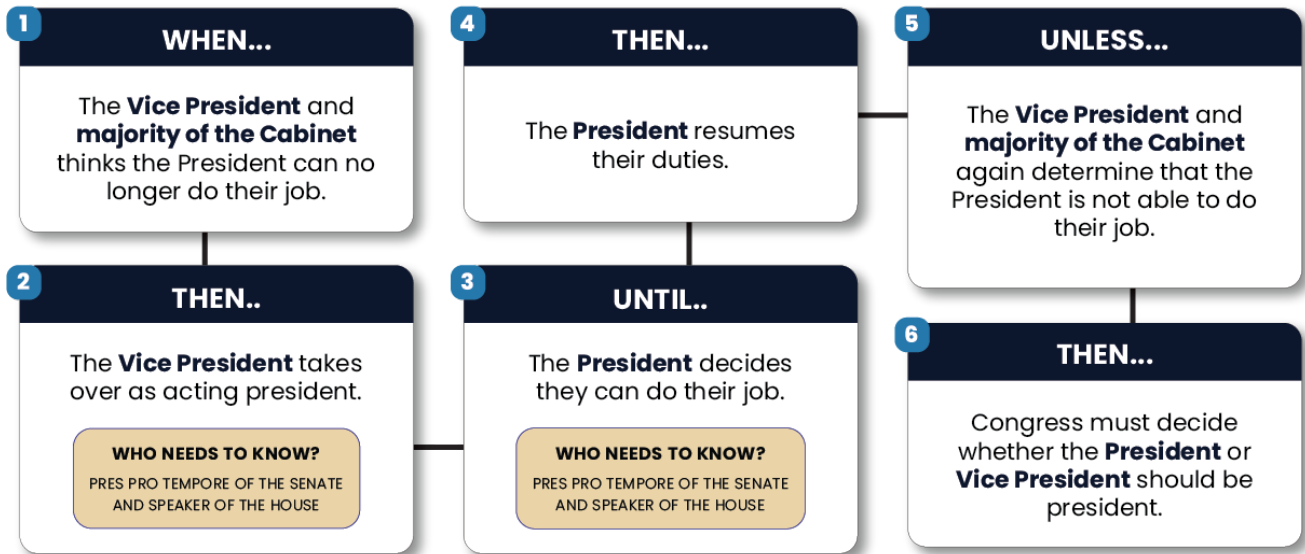 1
WHEN...
The Vice President and
majority of the Cabinet
thinks the President can no
longer do their job.
2
THEN..
The Vice President takes
over as acting president.
WHO NEEDS TO KNOW?
PRES PRO TEMPORE OF THE SENATE
AND SPEAKER OF THE HOUSE
3
UNTIL..
The President decides
they can do their job.
WHO NEEDS TO KNOW?
PRES PRO TEMPORE OF THE SENATE
AND SPEAKER OF THE HOUSE
4
THEN...
The President resumes
their duties.
5
UNLESS...
The Vice President and
majority of the Cabinet
again determine that the
President is not able to do
their job.
6
THEN...
Congress must decide
whether the President or
Vice President should be
president.